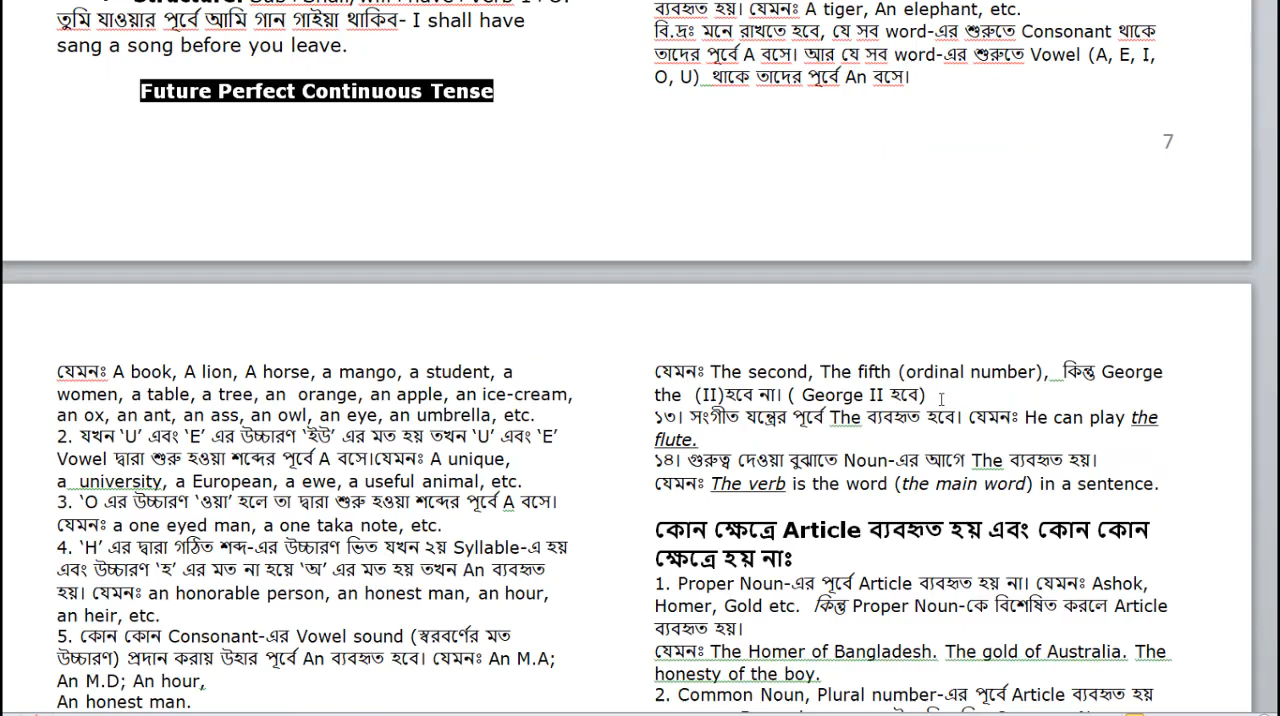 তুমি যাওয়ার পূর্বে আমি গান গাইয়া থাকিব- I shall have
sang a song before you leave.
Future Perfect Continuous Tense
ব্যবহৃত হয়। যেমনঃ A tiger, An elephant, etc.
বি.দ্রঃ মনে রাখতে হবে, যে সব word-এর শুরুতে Consonant থাকে
তাদের পূর্বে A বসে। আর যে সব word-এর শুরুতে Vowel (A, E, I,
O, U) থাকে তাদের পূর্বে An বসে।
7
যেমনঃ A book, A lion, A horse, a mango, a student, a
women, a table, a tree, an orange, an apple, an ice-cream,
an ox, an ant, an ass, an owl, an eye, an umbrella, etc.
2. যখন ‘U’ এবং ‘E’ এর উচ্চারণ ‘ইউ’ এর মত হয় তখন ‘U’ এবং ‘E’
Vowel দ্বারা শুরু হওয়া শব্দের পূর্বে A বসে।যেমনঃ A unique,
a university, a European, a ewe, a useful animal, etc.
3. ‘O এর উচ্চারণ ‘ওয়া’ হলে তা দ্বারা শুরু হওয়া শব্দের পূর্বে A বসে।
যেমনঃ a one eyed man, a one taka note, etc.
4. ‘H’ এর দ্বারা গঠিত শব্দ-এর উচ্চারণ ভিত যখন ২য় Syllable-এ হয়
এবং উচ্চারণ ‘হ’ এর মত না হয়ে ‘অ’ এর মত হয় তখন An ব্যবহৃত
হয়। যেমনঃ an honorable person, an honest man, an hour,
an heir, etc.
5. কোন কোন Consonant-এর Vowel sound (স্বরবর্ণের মত
উচ্চারণ) প্রদান করায় উহার পূর্বে An ব্যবহৃত হবে। যেমনঃ An M.A;
An M.D; An hour,
An honest man.
যেমনঃ The second, The fifth (ordinal number), কিন্তু George
the (II)হবে না। ( George II হবে)
১৩। সংগীত যন্ত্রের পূর্বে The ব্যবহৃত হবে। যেমনঃ He can play the
flute.
১৪। গুরুত্ব দেওয়া বুঝাতে Noun-এর আগে The ব্যবহৃত হয়।
যেমনঃ The verb is the word (the main word) in a sentence.
কোন ক্ষেত্রে Article ব্যবহৃত হয় এবং কোন কোন
ক্ষেত্রে হয় নাঃ
1. Proper Noun-এর পূর্বে Article ব্যবহৃত হয় না। যেমনঃ Ashok,
Homer, Gold etc. কিন্তু Proper Noun-কে বিশেষিত করলে Article
ব্যবহৃত হয়।
যেমনঃ The Homer of Bangladesh. The gold of Australia. The
honesty of the boy.
2. Common Noun, Plural number-এর পূর্বে Article ব্যবহৃত হয়